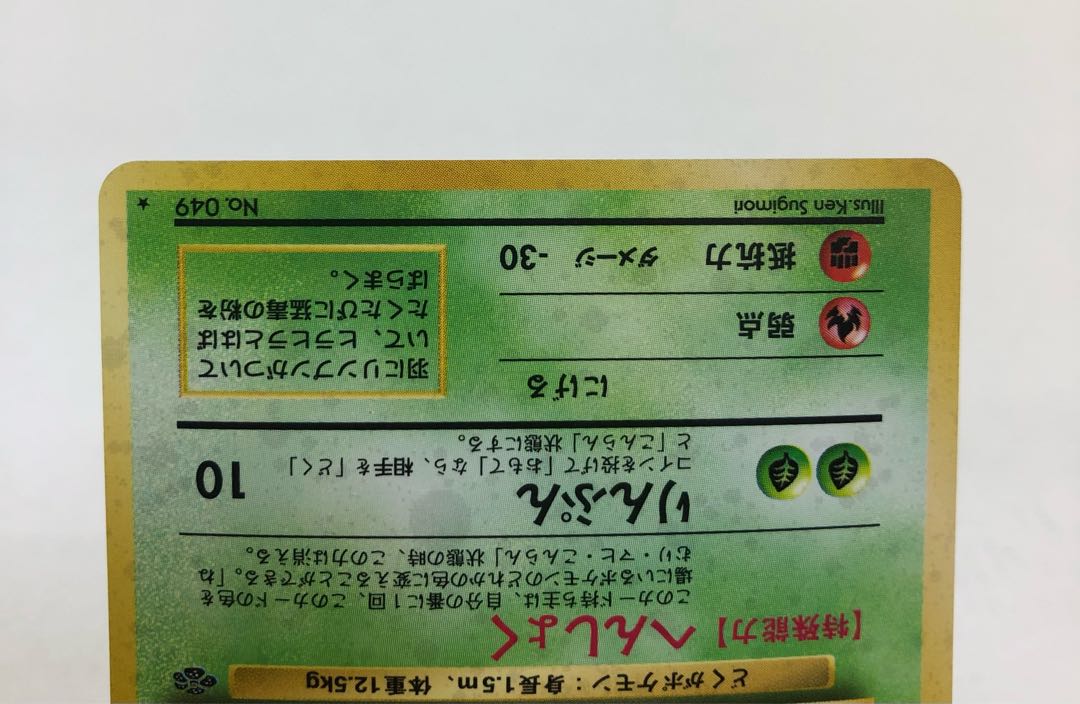 どくがポケモン：身長1.5m、体重12.5kg
【特殊能力】へんしょく
このカード持ち主は、自分の番に1回、このカードの色を
場にいるポケモンのどれかの色に変えることができる。「ね
むり・マヒ・こんらん」状態の時、この力は消える。
りんぷん 10
コインを投げて「おもて」なら、相手を「どく」
と「こんらん」状態にする。
にげる
弱点
抵抗力 ダメージ -30
羽にリンプンがついて
いて、ヒラヒラとはば
たくたびに猛毒の粉を
ばらまく。
Illus.Ken Sugimori
No. 049 ★